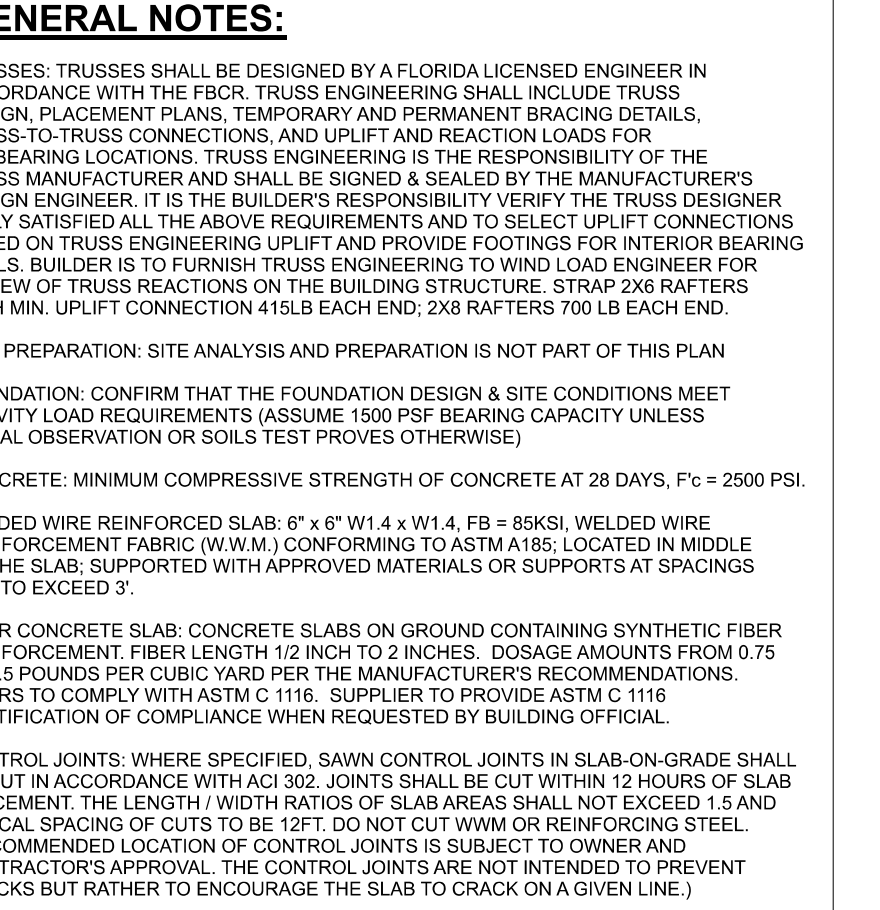 ENERAL NOTES:
SSES: TRUSSES SHALL BE DESIGNED BY A FLORIDA LICENSED ENGINEER IN
ORDANCE WITH THE FBCR. TRUSS ENGINEERING SHALL INCLUDE TRUSS
IGN, PLACEMENT PLANS, TEMPORARY AND PERMANENT BRACING DETAILS,
SS-TO-TRUSS CONNECTIONS, AND UPLIFT AND REACTION LOADS FOR
BEARING LOCATIONS. TRUSS ENGINEERING IS THE RESPONSIBILITY OF THE
SS MANUFACTURER AND SHALL BE SIGNED & SEALED BY THE MANUFACTURER'S
IGN ENGINEER. IT IS THE BUILDER'S RESPONSIBILITY VERIFY THE TRUSS DESIGNER
LY SATISFIED ALL THE ABOVE REQUIREMENTS AND TO SELECT UPLIFT CONNECTIONS
ED ON TRUSS ENGINEERING UPLIFT AND PROVIDE FOOTINGS FOR INTERIOR BEARING
LS. BUILDER IS TO FURNISH TRUSS ENGINEERING TO WIND LOAD ENGINEER FOR
EW OF TRUSS REACTIONS ON THE BUILDING STRUCTURE. STRAP 2X6 RAFTERS
H MIN. UPLIFT CONNECTION 415LB EACH END; 2X8 RAFTERS 700 LB EACH END.
PREPARATION: SITE ANALYSIS AND PREPARATION IS NOT PART OF THIS PLAN
NDATION: CONFIRM THAT THE FOUNDATION DESIGN & SITE CONDITIONS MEET
VITY LOAD REQUIREMENTS (ASSUME 1500 PSF BEARING CAPACITY UNLESS
AL OBSERVATION OR SOILS TEST PROVES OTHERWISE)
CRETE: MINIMUM COMPRESSIVE STRENGTH OF CONCRETE AT 28 DAYS, F'c = 2500 PSI.
DED WIRE REINFORCED SLAB: 6" x 6" W1.4 x W1.4, FB = 85KSI, WELDED WIRE
FORCEMENT FABRIC (W.W.M.) CONFORMING TO ASTM A185; LOCATED IN MIDDLE
HE SLAB; SUPPORTED WITH APPROVED MATERIALS OR SUPPORTS AT SPACINGS
TO EXCEED 3'.
R CONCRETE SLAB: CONCRETE SLABS ON GROUND CONTAINING SYNTHETIC FIBER
FORCEMENT. FIBER LENGTH 1/2 INCH TO 2 INCHES.  DOSAGE AMOUNTS FROM 0.75
.5 POUNDS PER CUBIC YARD PER THE MANUFACTURER'S RECOMMENDATIONS.
RS TO COMPLY WITH ASTM C 1116.  SUPPLIER TO PROVIDE ASTM C 1116
TIFICATION OF COMPLIANCE WHEN REQUESTED BY BUILDING OFFICIAL.
TROL JOINTS: WHERE SPECIFIED, SAWN CONTROL JOINTS IN SLAB-ON-GRADE SHALL
UT IN ACCORDANCE WITH ACI 302. JOINTS SHALL BE CUT WITHIN 12 HOURS OF SLAB
CEMENT. THE LENGTH / WIDTH RATIOS OF SLAB AREAS SHALL NOT EXCEED 1.5 AND
CAL SPACING OF CUTS TO BE 12FT. DO NOT CUT WWM OR REINFORCING STEEL.
COMMENDED LOCATION OF CONTROL JOINTS IS SUBJECT TO OWNER AND
TRACTOR'S APPROVAL. THE CONTROL JOINTS ARE NOT INTENDED TO PREVENT
CKS BUT RATHER TO ENCOURAGE THE SLAB TO CRACK ON A GIVEN LINE.)